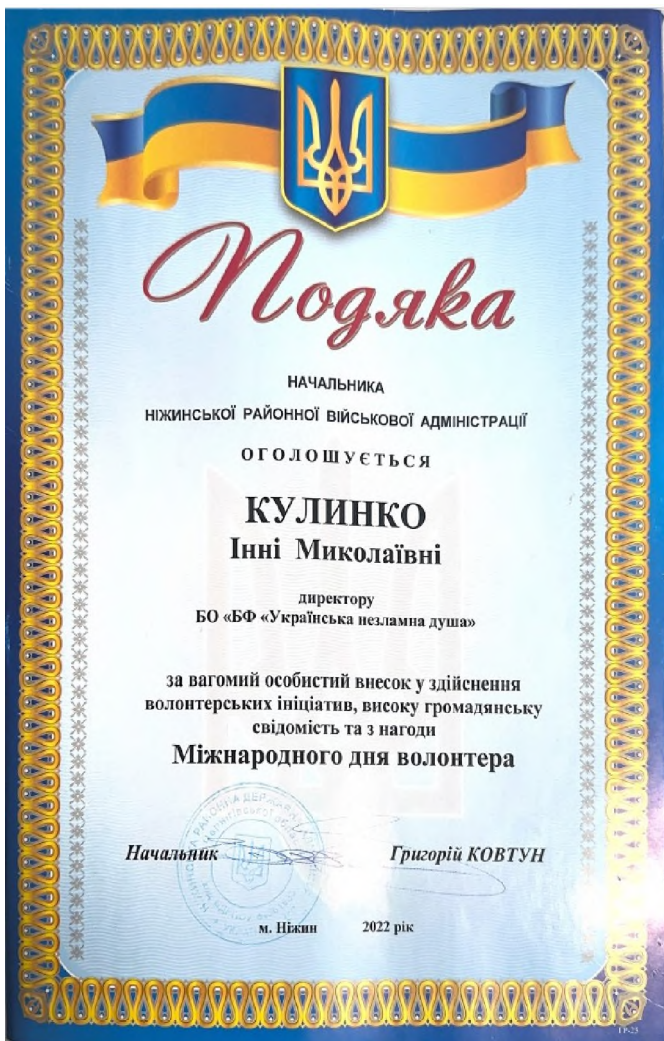 Подяка
НАЧАЛЬНИКА
НІЖИНСЬКОЇ РАЙОННОЇ ВІЙСЬКОВОЇ АДМІНІСТРАЦІЇ
ОГОЛОШУЄТЬСЯ
КУЛИНКО
Інні Миколаївні
директору
БО «БФ «Українська незламна душа»
за вагомий особистий внесок у здійснення
волонтерських ініціатив, високу громадянську
свідомість та з нагоди
Міжнародного дня волонтера
Начальник Григорій КОВТУН
м. Ніжин 2022 рік